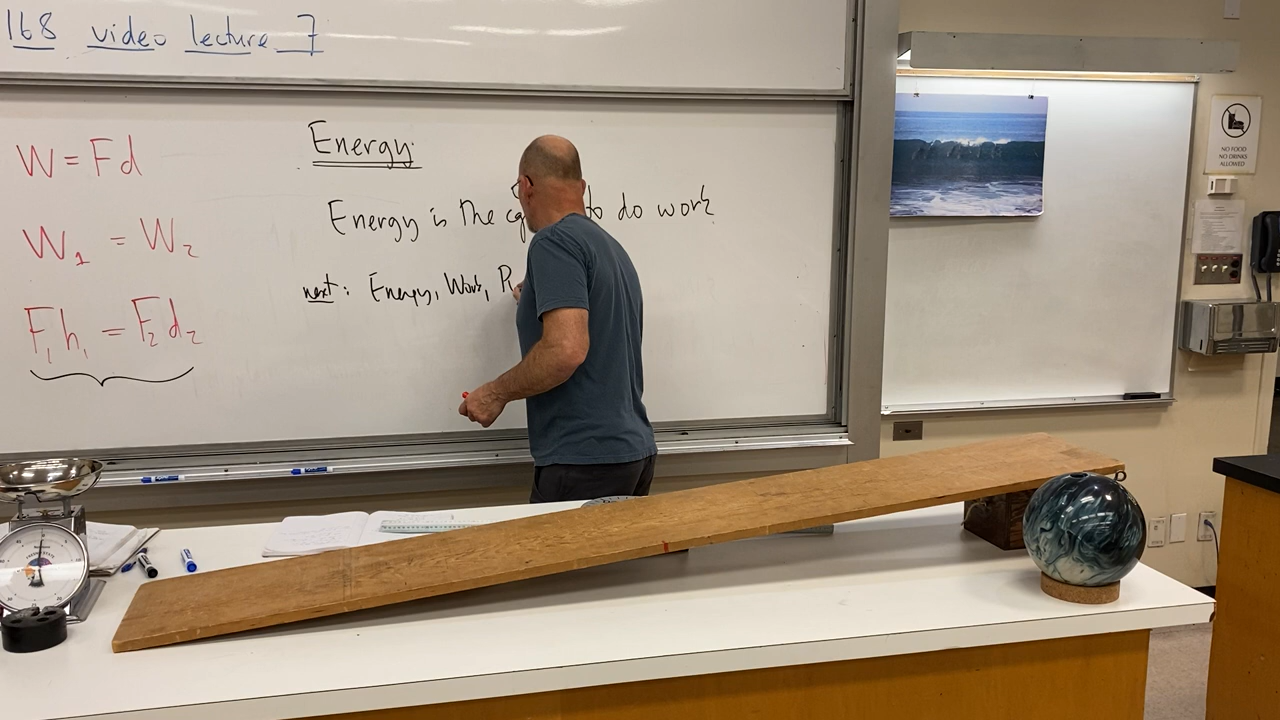 168 video lecture 7
W = Fd
W₁ = W₂
F₁h₁ = F₂d₂
Energy
Energy is the to do work
next: Energy, Work,
NO FOOD
NO DRINKS
ALLOWED